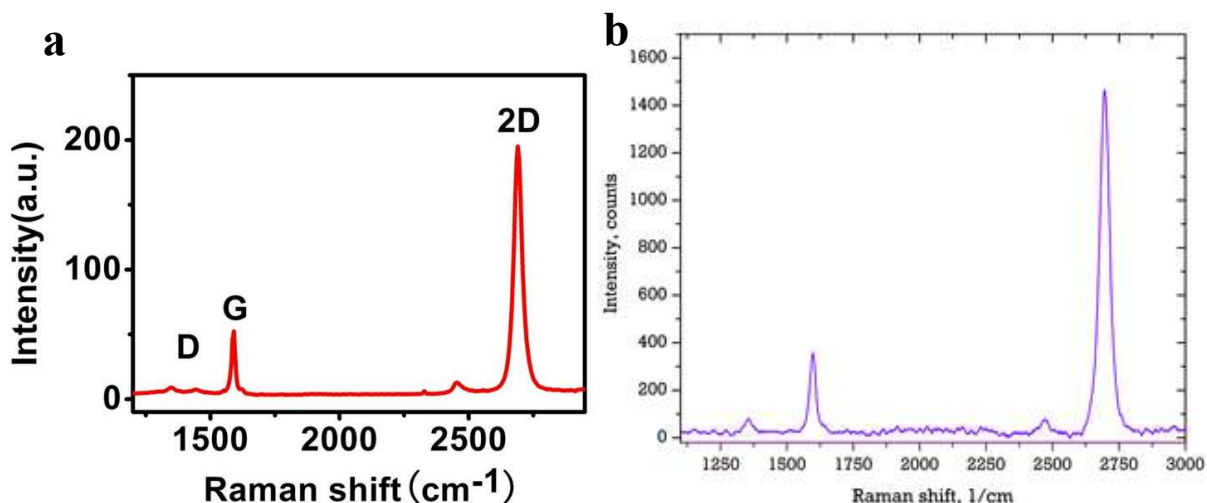 a
200
100
0
Intensity(a.u.)
D
G
2D
1500
2000
2500
Raman shift(cm-1)
b
1600
1400
1200
1000
800
600
400
200
0
Intensity, counts
1250
1500
1750
2000
2250
2500
2750
3000
Raman shift, 1/cm